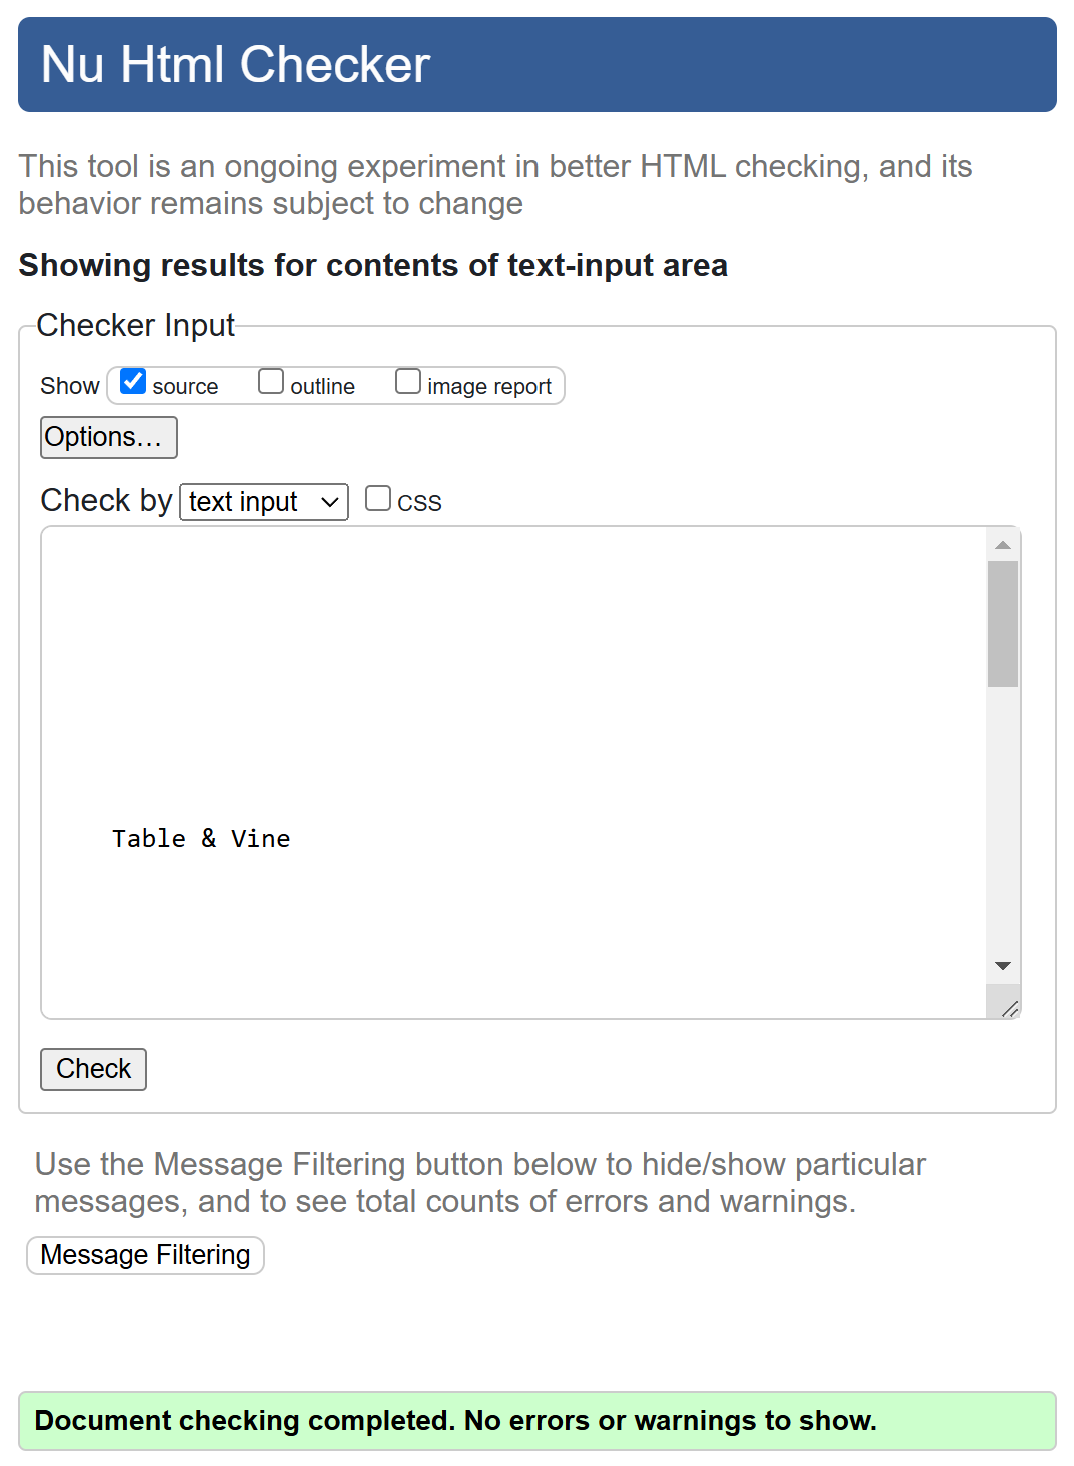 Nu Html Checker
This tool is an ongoing experiment in better HTML checking, and its
behavior remains subject to change
Showing results for contents of text-input area
Checker Input
Show source outline image report
Options...
Check by text input CSS
Table & Vine
Check
Use the Message Filtering button below to hide/show particular
messages, and to see total counts of errors and warnings.
Message Filtering
Document checking completed. No errors or warnings to show.